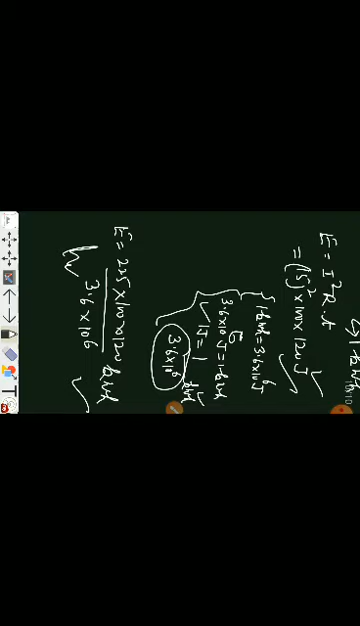 E = I²R.t
= (15)² × 100 × 120 J
1 kwh = 3.6 × 10⁶ J
3.6 × 10⁶ J = 1 kwh
1J = 1 / 3.6 × 10⁶ kwh
E = 225 × 100 × 120 / 3.6 × 10⁶ kwh